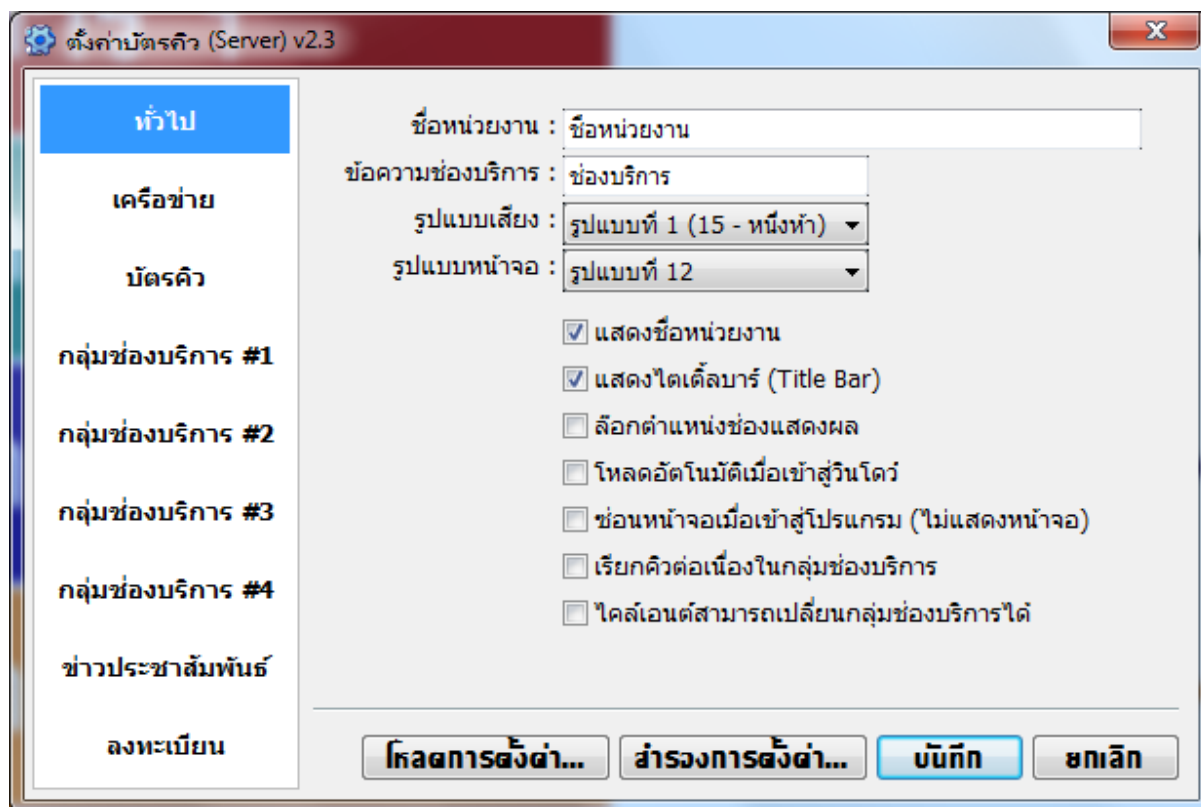 ตั้งค่าบัตรคิว (Server) v2.3
ทั่วไป
เครือข่าย
บัตรคิว
กลุ่มช่องบริการ #1
กลุ่มช่องบริการ #2
กลุ่มช่องบริการ #3
กลุ่มช่องบริการ #4
ข่าวประชาสัมพันธ์
ลงทะเบียน
ชื่อหน่วยงาน : ชื่อหน่วยงาน
ข้อความช่องบริการ : ช่องบริการ
รูปแบบเสียง : รูปแบบที่ 1 (15 - หนึ่งห้า)
รูปแบบหน้าจอ : รูปแบบที่ 12
แสดงชื่อหน่วยงาน
แสดงไตเติ้ลบาร์ (Title Bar)
ล๊อกตำแหน่งช่องแสดงผล
โหลดอัตโนมัติเมื่อเข้าสู่วินโดว์
ซ่อนหน้าจอเมื่อเข้าสู่โปรแกรม (ไม่แสดงหน้าจอ)
เรียกคิวต่อเนื่องในกลุ่มช่องบริการ
ไคล์เอนต์สามารถเปลี่ยนกลุ่มช่องบริการได้
โหลดการตั้งค่า... สำรองการตั้งค่า... บันทึก ยกเลิก